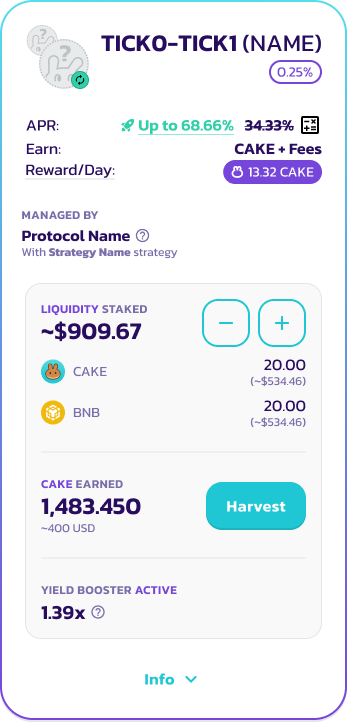 TICK0-TICK1 (NAME)
0.25%
APR: Up to 68.66% 34.33%
Earn: CAKE + Fees
Reward/Day: 13.32 CAKE
MANAGED BY
Protocol Name
With Strategy Name strategy
LIQUIDITY STAKED
~$909.67
CAKE 20.00
(~$534.46)
BNB 20.00
(~$534.46)
CAKE EARNED
1,483.450
~400 USD
Harvest
YIELD BOOSTER ACTIVE
1.39x
Info